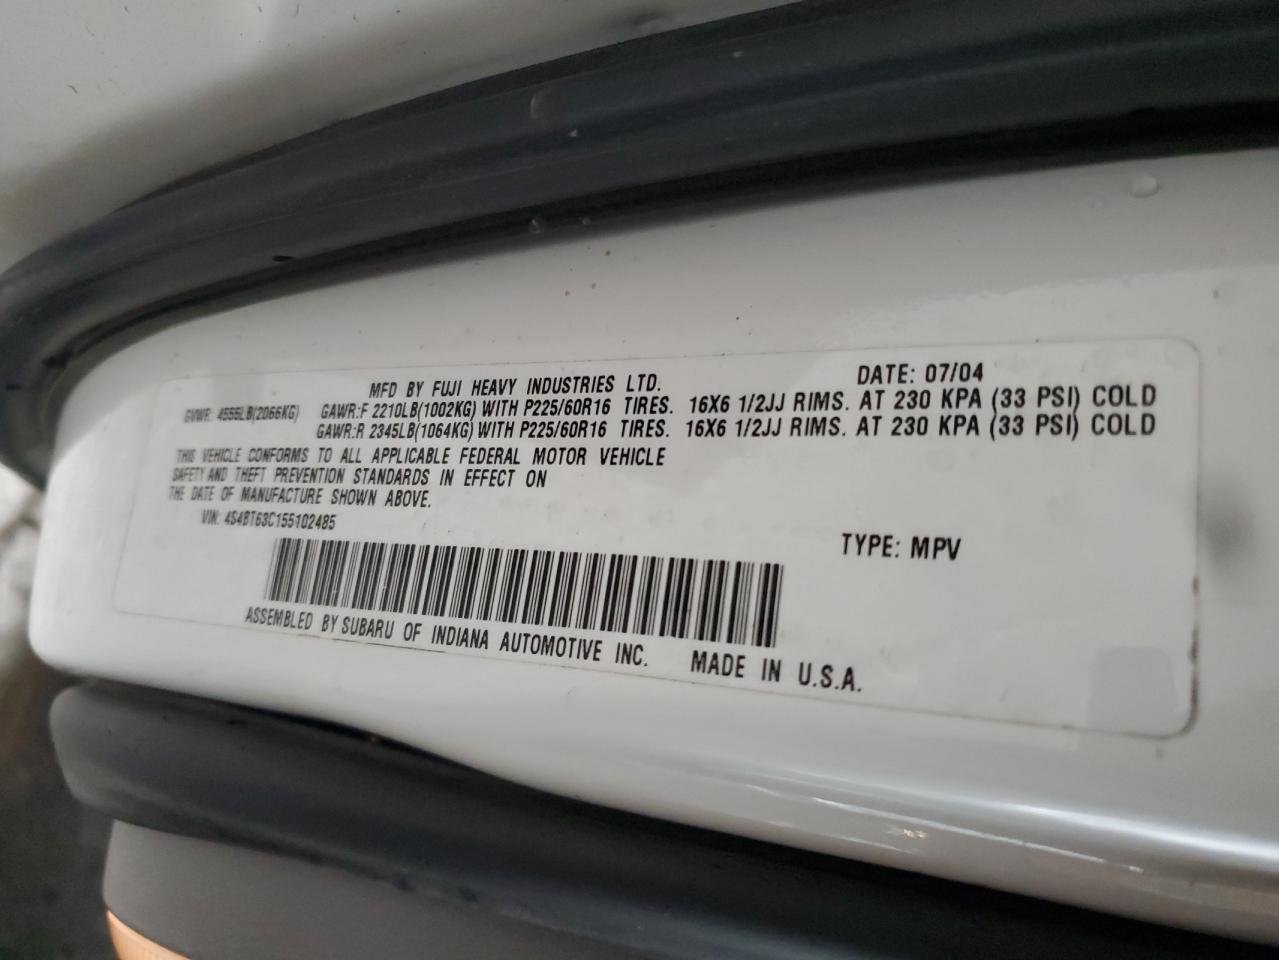 MFD BY FUJI HEAVY INDUSTRIES LTD. DATE: 07/04
GVWR: 4555LB(2066KG) GAWR:F 2210LB(1002KG) WITH P225/60R16 TIRES. 16X6 1/2JJ RIMS. AT 230 KPA (33 PSI) COLD
GAWR:R 2345LB(1064KG) WITH P225/60R16 TIRES. 16X6 1/2JJ RIMS. AT 230 KPA (33 PSI) COLD
THIS VEHICLE CONFORMS TO ALL APPLICABLE FEDERAL MOTOR VEHICLE
SAFETY AND THEFT PREVENTION STANDARDS IN EFFECT ON
THE DATE OF MANUFACTURE SHOWN ABOVE.
VIN: 4S4BT63C155102485
TYPE: MPV
ASSEMBLED BY SUBARU OF INDIANA AUTOMOTIVE INC. MADE IN U.S.A.